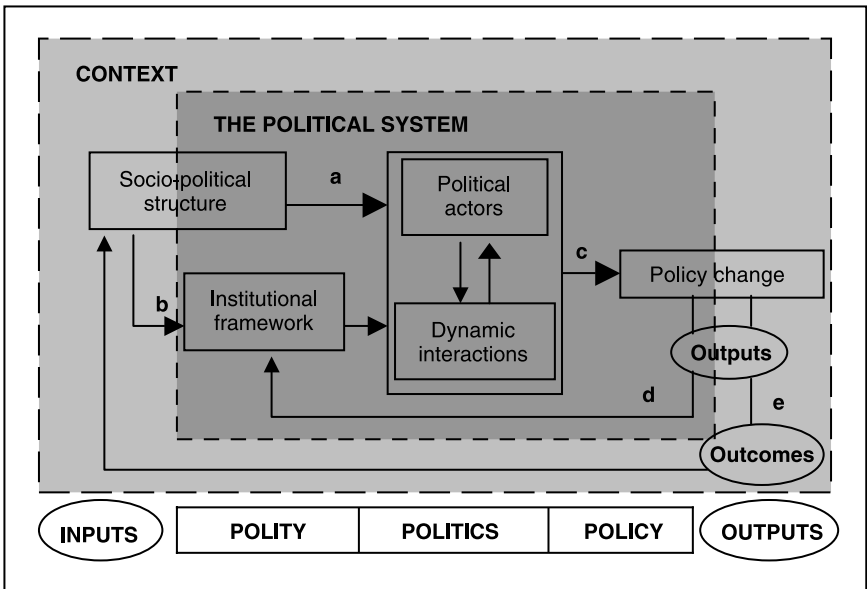 CONTEXT
THE POLITICAL SYSTEM
Socio-political
structure
a
Political
actors
c
Policy change
b
Institutional
framework
Dynamic
interactions
Outputs
d
e
Outcomes
INPUTS
POLITY
POLITICS
POLICY
OUTPUTS